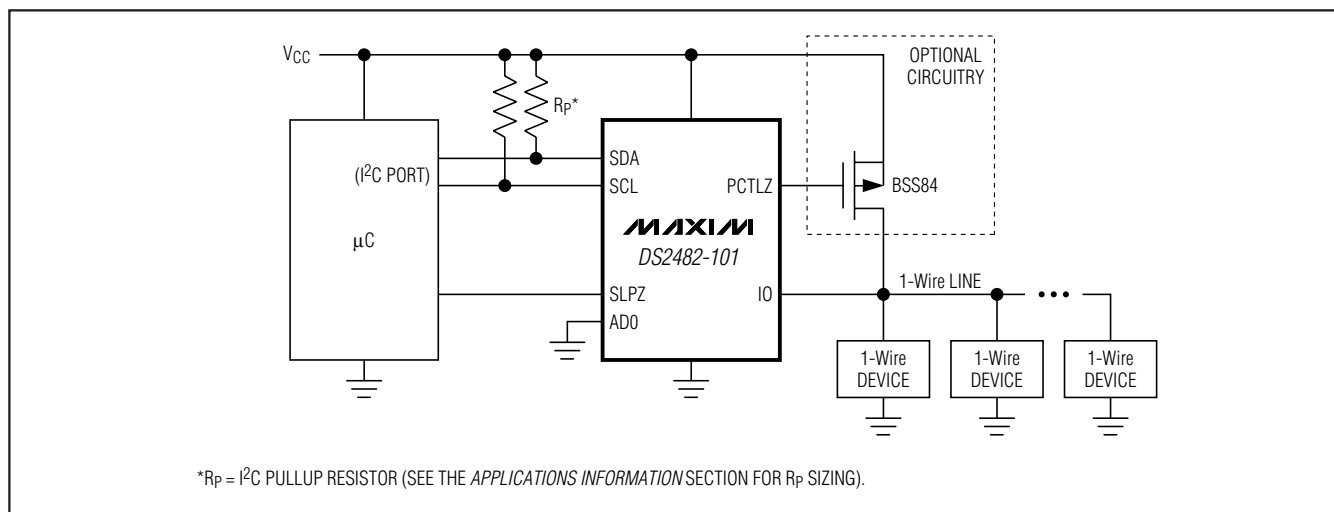 VCC
OPTIONAL
CIRCUITRY
RP*
(I2C PORT)
SDA
SCL
PCTLZ
BSS84
MAXIM
DS2482-101
µC
SLPZ
IO
1-Wire LINE
AD0
1-Wire
DEVICE
1-Wire
DEVICE
1-Wire
DEVICE
*RP = I2C PULLUP RESISTOR (SEE THE APPLICATIONS INFORMATION SECTION FOR RP SIZING).